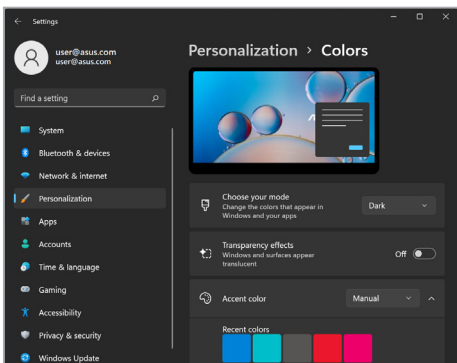 Settings
user@asus.com
user@asus.com
Find a setting
System
Bluetooth & devices
Network & internet
Personalization
Apps
Accounts
Time & language
Gaming
Accessibility
Privacy & security
Windows Update
Personalization > Colors
Choose your mode
Change the colors that appear in
Windows and your apps
Dark
Transparency effects
Windows and surfaces appear
translucent
Off
Accent color
Manual
Recent colors